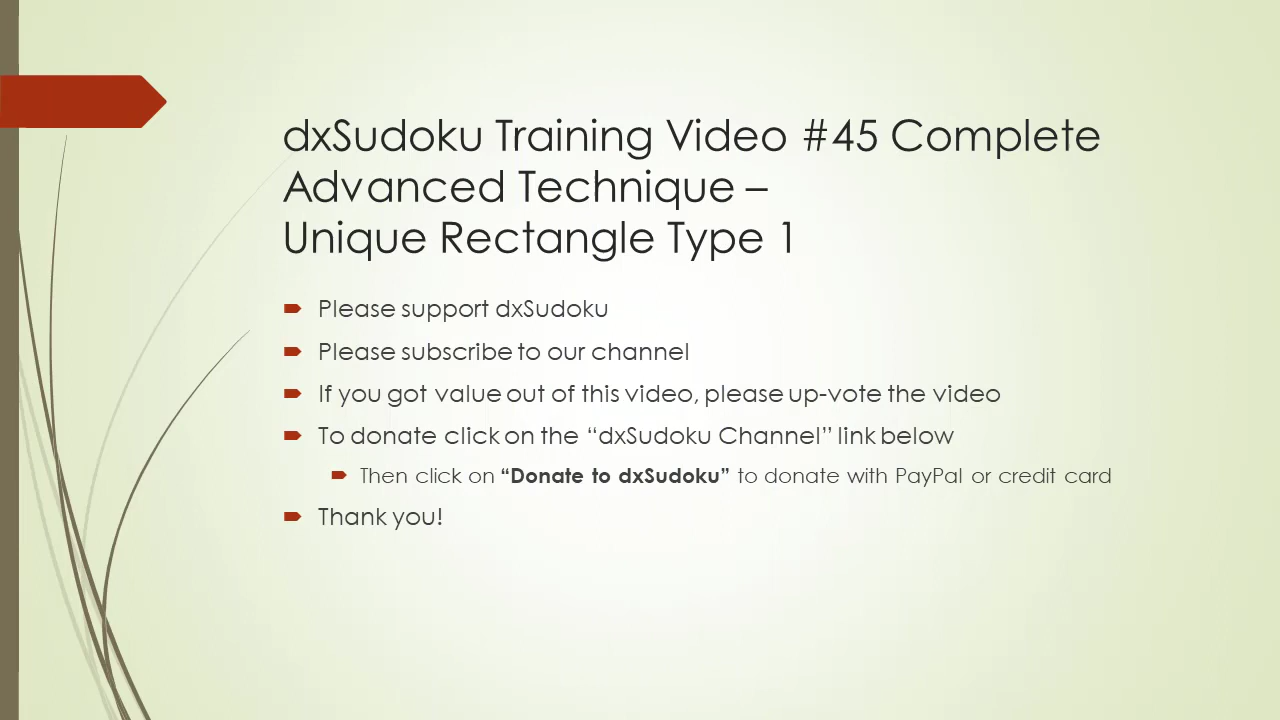 dxSudoku Training Video #45 Complete
Advanced Technique –
Unique Rectangle Type 1
Please support dxSudoku
Please subscribe to our channel
If you got value out of this video, please up-vote the video
To donate click on the “dxSudoku Channel” link below
Then click on “Donate to dxSudoku” to donate with PayPal or credit card
Thank you!